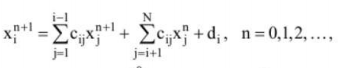 x_i^{n+1} = \sum_{j=1}^{i-1} c_{ij} x_j^{n+1} + \sum_{j=i+1}^{N} c_{ij} x_j^n + d_i, n = 0,1,2,...,